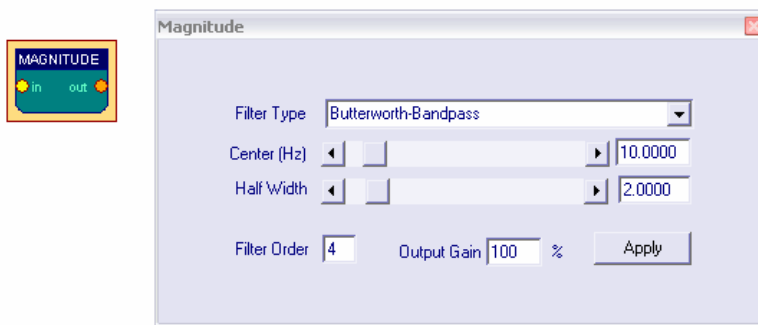 Magnitude
MAGNITUDE
in out
Filter Type Butterworth-Bandpass
Center (Hz) 10.0000
Half Width 2.0000
Filter Order 4 Output Gain 100 % Apply